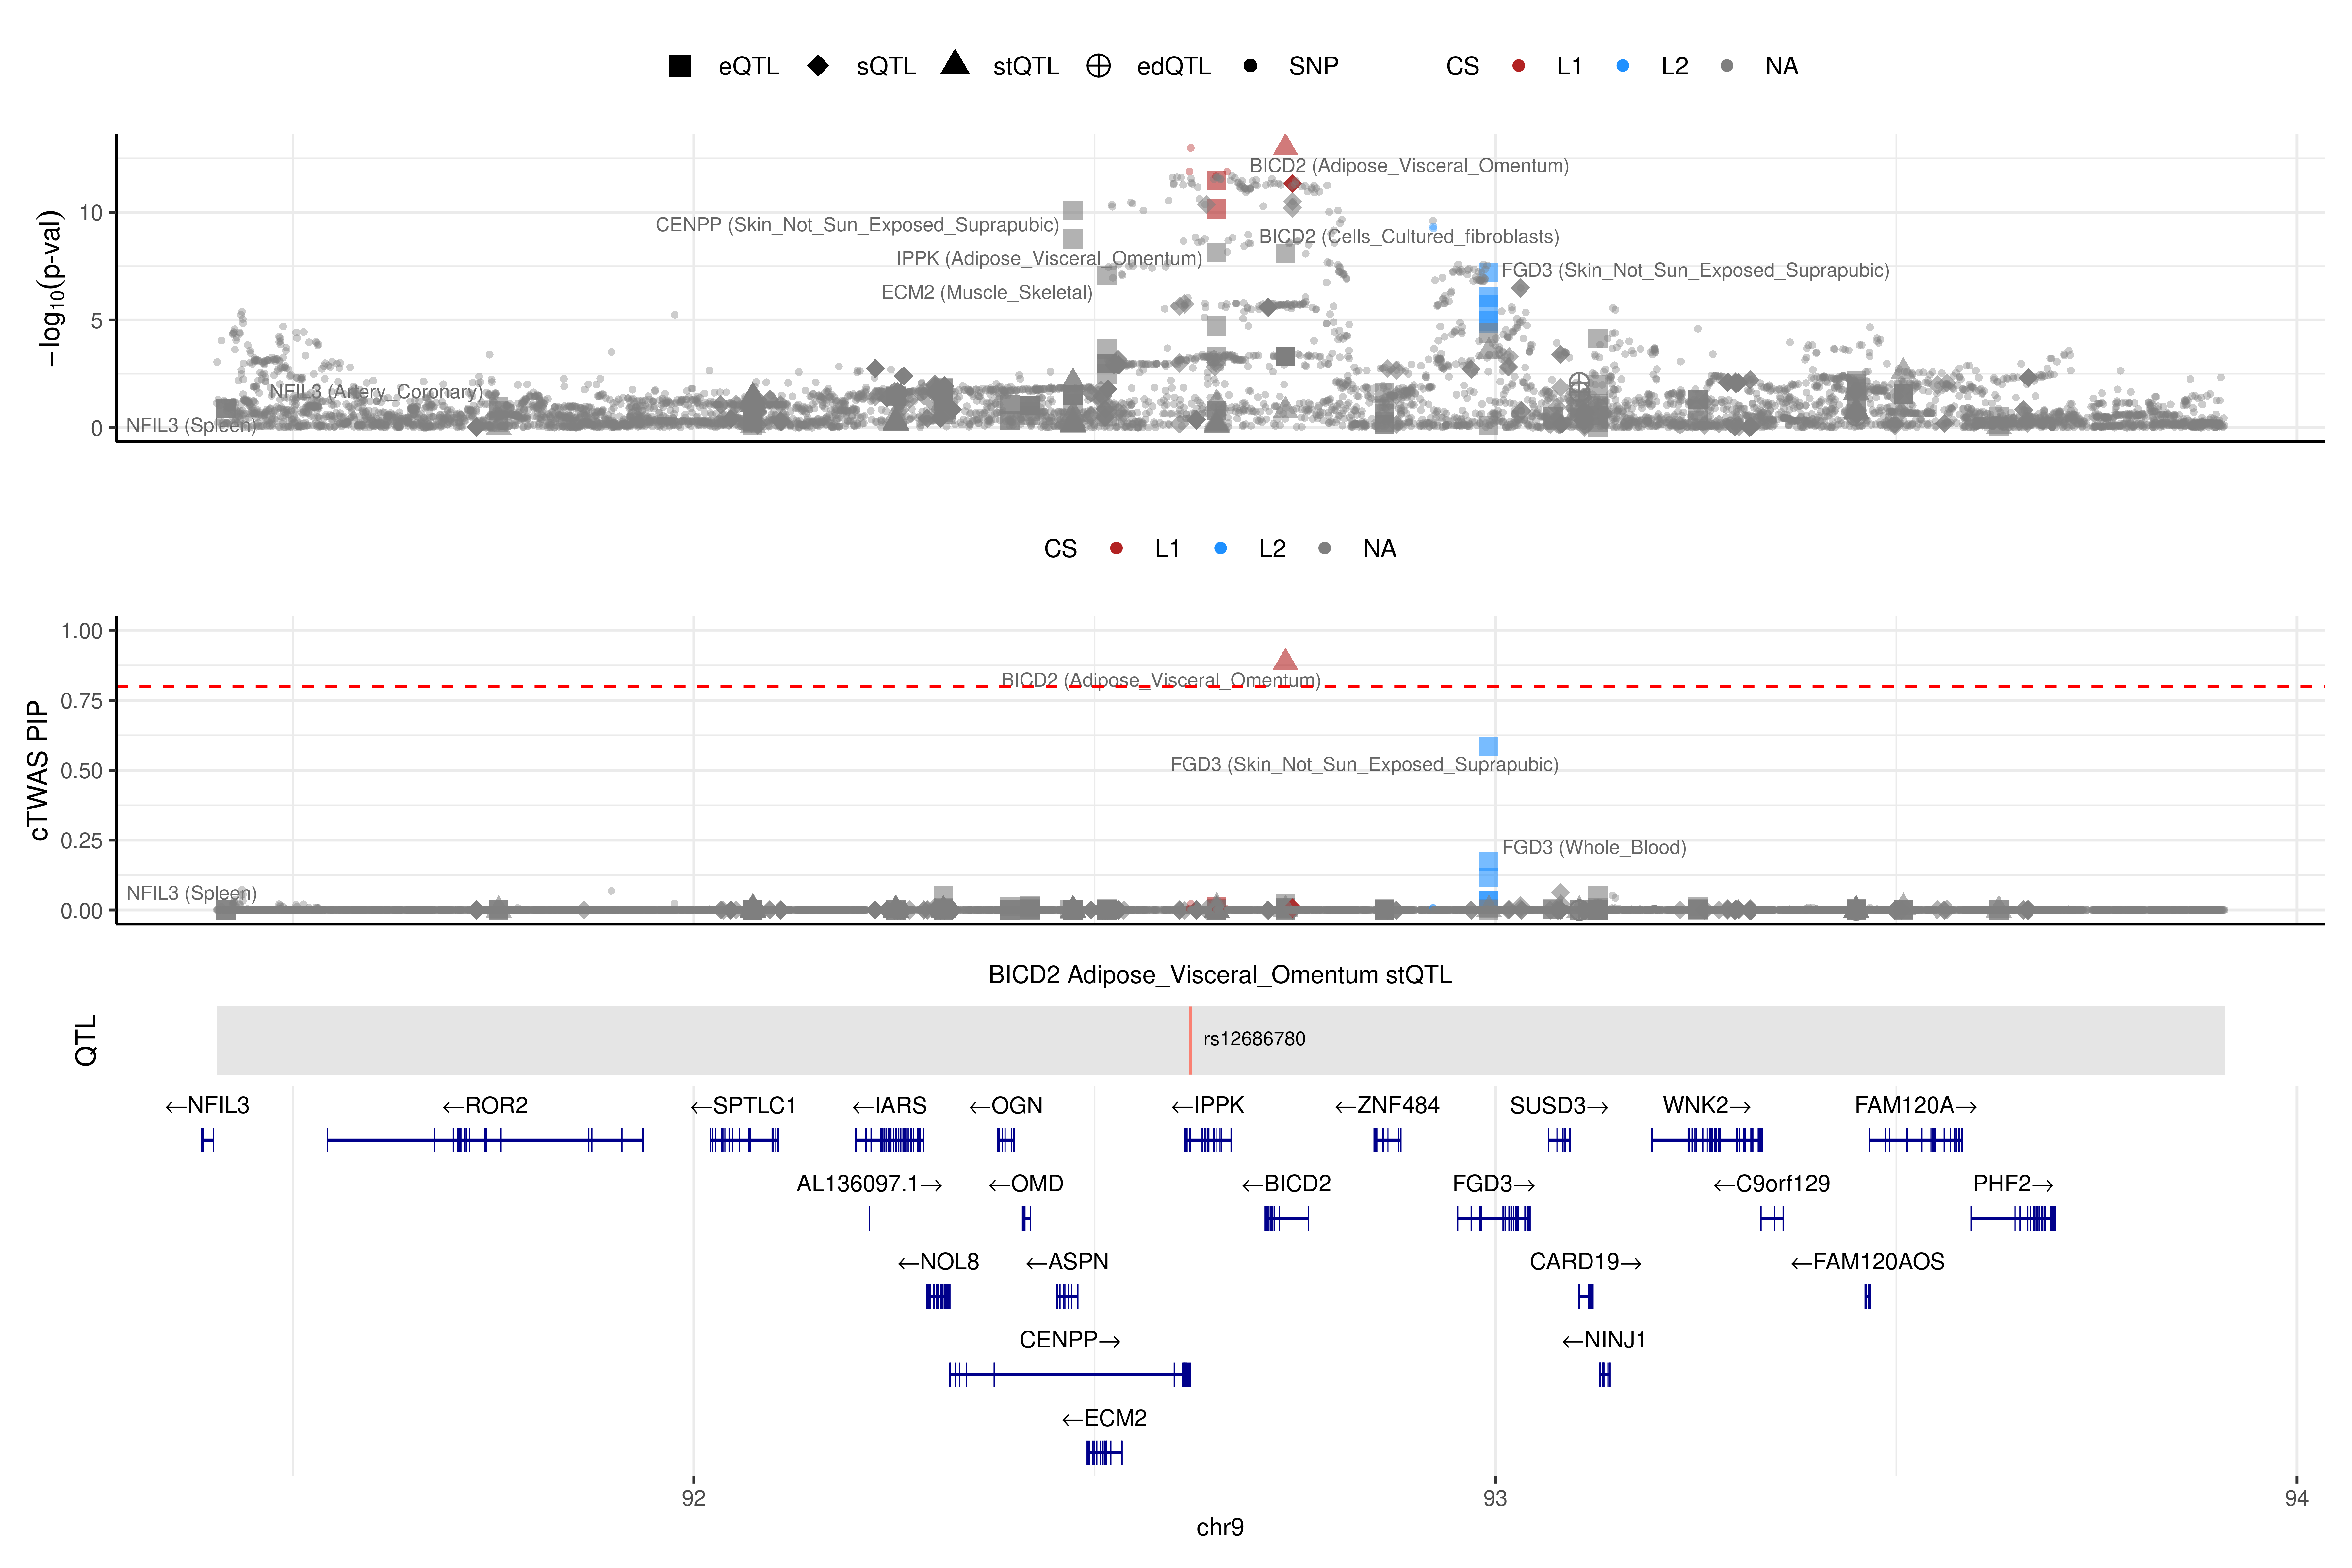 eQTL sQTL stQTL edQTL SNP CS L1 L2 NA
−log10(p-val)
10
5
0
BICD2 (Adipose_Visceral_Omentum)
CENPP (Skin_Not_Sun_Exposed_Suprapubic)
BICD2 (Cells_Cultured_fibroblasts)
IPPK (Adipose_Visceral_Omentum)
FGD3 (Skin_Not_Sun_Exposed_Suprapubic)
ECM2 (Muscle_Skeletal)
NFIL3 (Artery_Coronary)
NFIL3 (Spleen)
CS L1 L2 NA
cTWAS PIP
1.00
0.75
0.50
0.25
0.00
BICD2 (Adipose_Visceral_Omentum)
FGD3 (Skin_Not_Sun_Exposed_Suprapubic)
FGD3 (Whole_Blood)
NFIL3 (Spleen)
BICD2 Adipose_Visceral_Omentum stQTL
QTL
rs12686780
←NFIL3 ←ROR2 ←SPTLC1 ←IARS ←OGN ←IPPK ←ZNF484 SUSD3→ WNK2→ FAM120A→
AL136097.1→ ←OMD ←BICD2 FGD3→ ←C9orf129 PHF2→
←NOL8 ←ASPN CARD19→ ←FAM120AOS
CENPP→ ←NINJ1
←ECM2
92 93 94
chr9